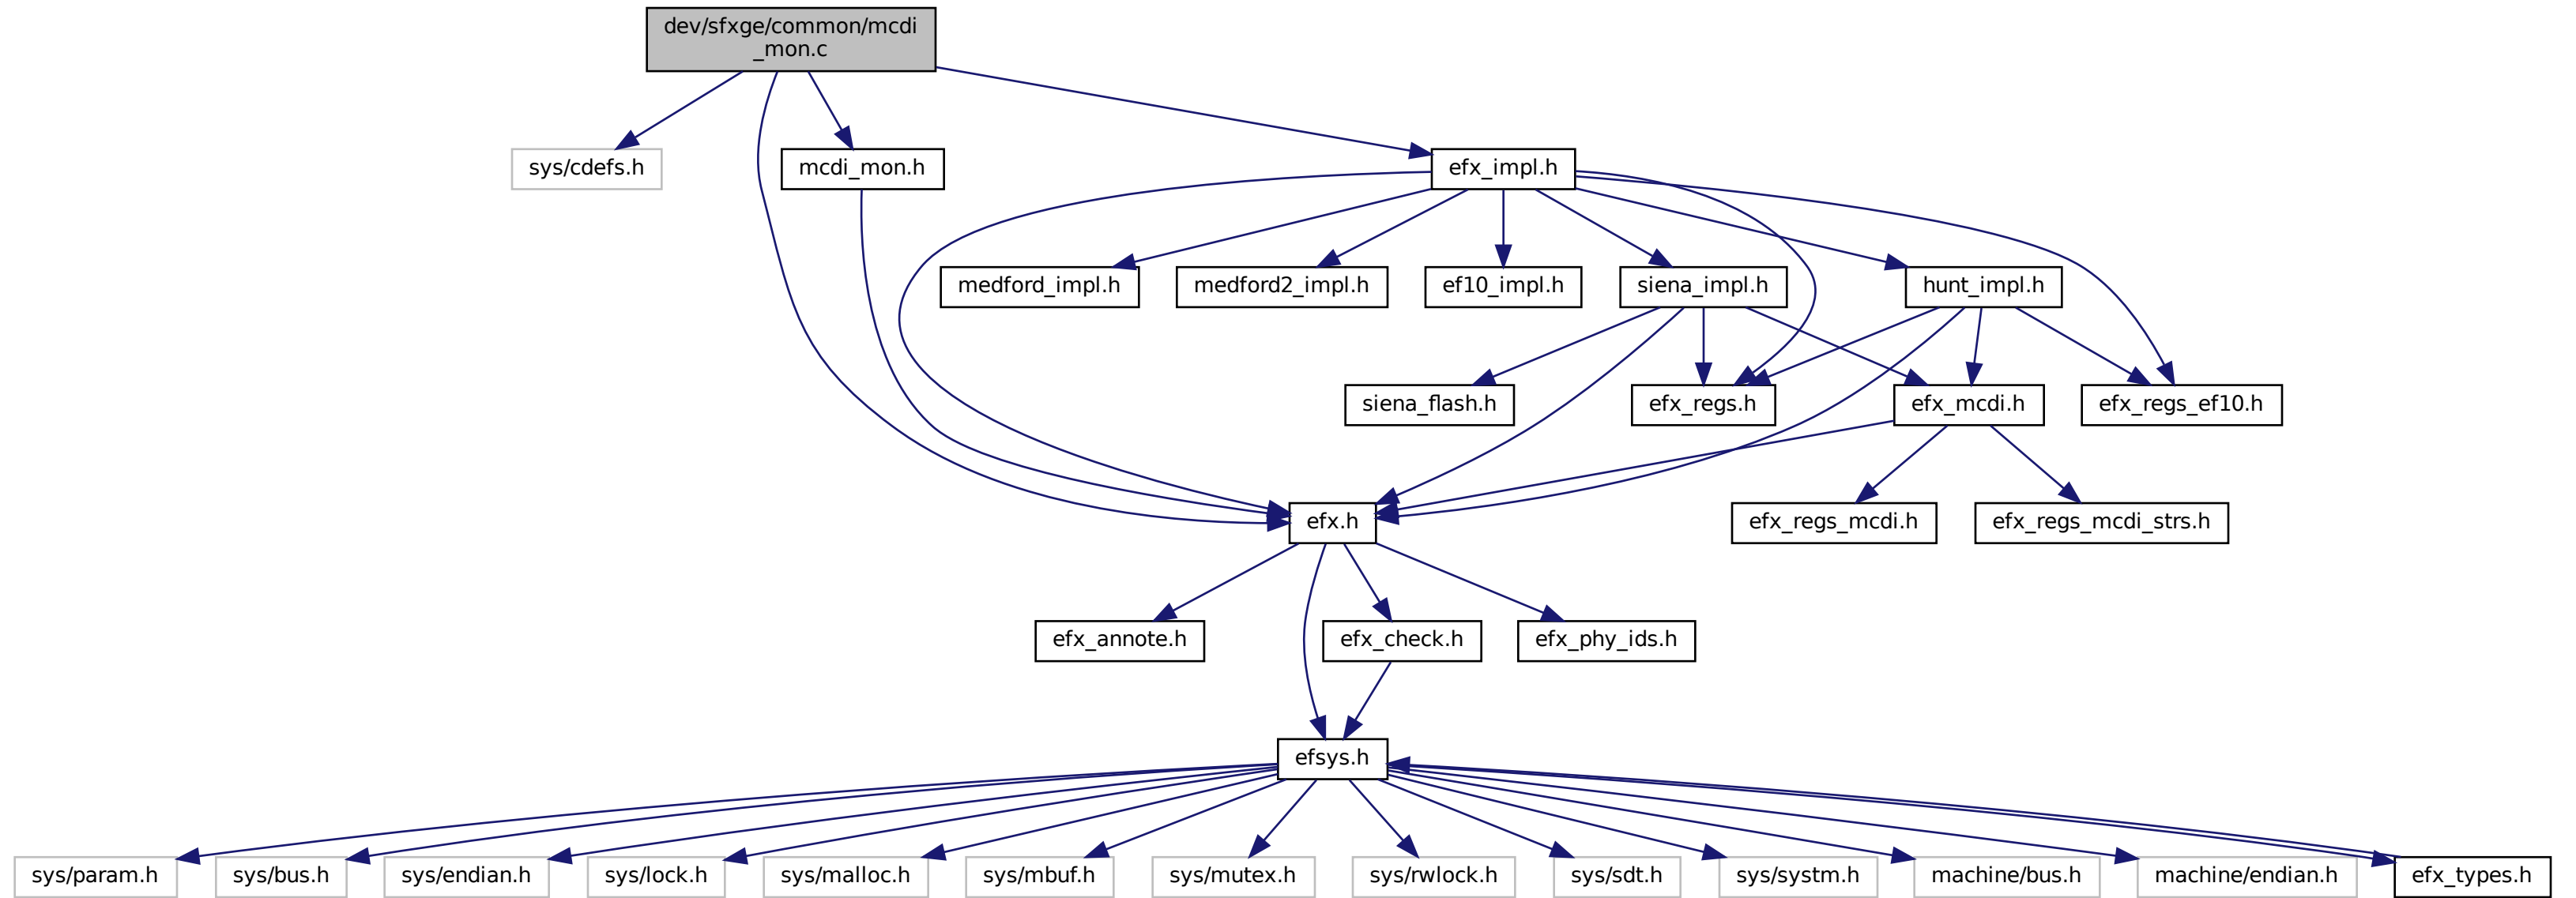 dev/sfxge/common/mcdi
_mon.c
sys/cdefs.h
mcdi_mon.h
efx_impl.h
medford_impl.h
medford2_impl.h
ef10_impl.h
siena_impl.h
hunt_impl.h
siena_flash.h
efx_regs.h
efx_mcdi.h
efx_regs_ef10.h
efx.h
efx_regs_mcdi.h
efx_regs_mcdi_strs.h
efx_annote.h
efx_check.h
efx_phy_ids.h
efsys.h
sys/param.h
sys/bus.h
sys/endian.h
sys/lock.h
sys/malloc.h
sys/mbuf.h
sys/mutex.h
sys/rwlock.h
sys/sdt.h
sys/systm.h
machine/bus.h
machine/endian.h
efx_types.h